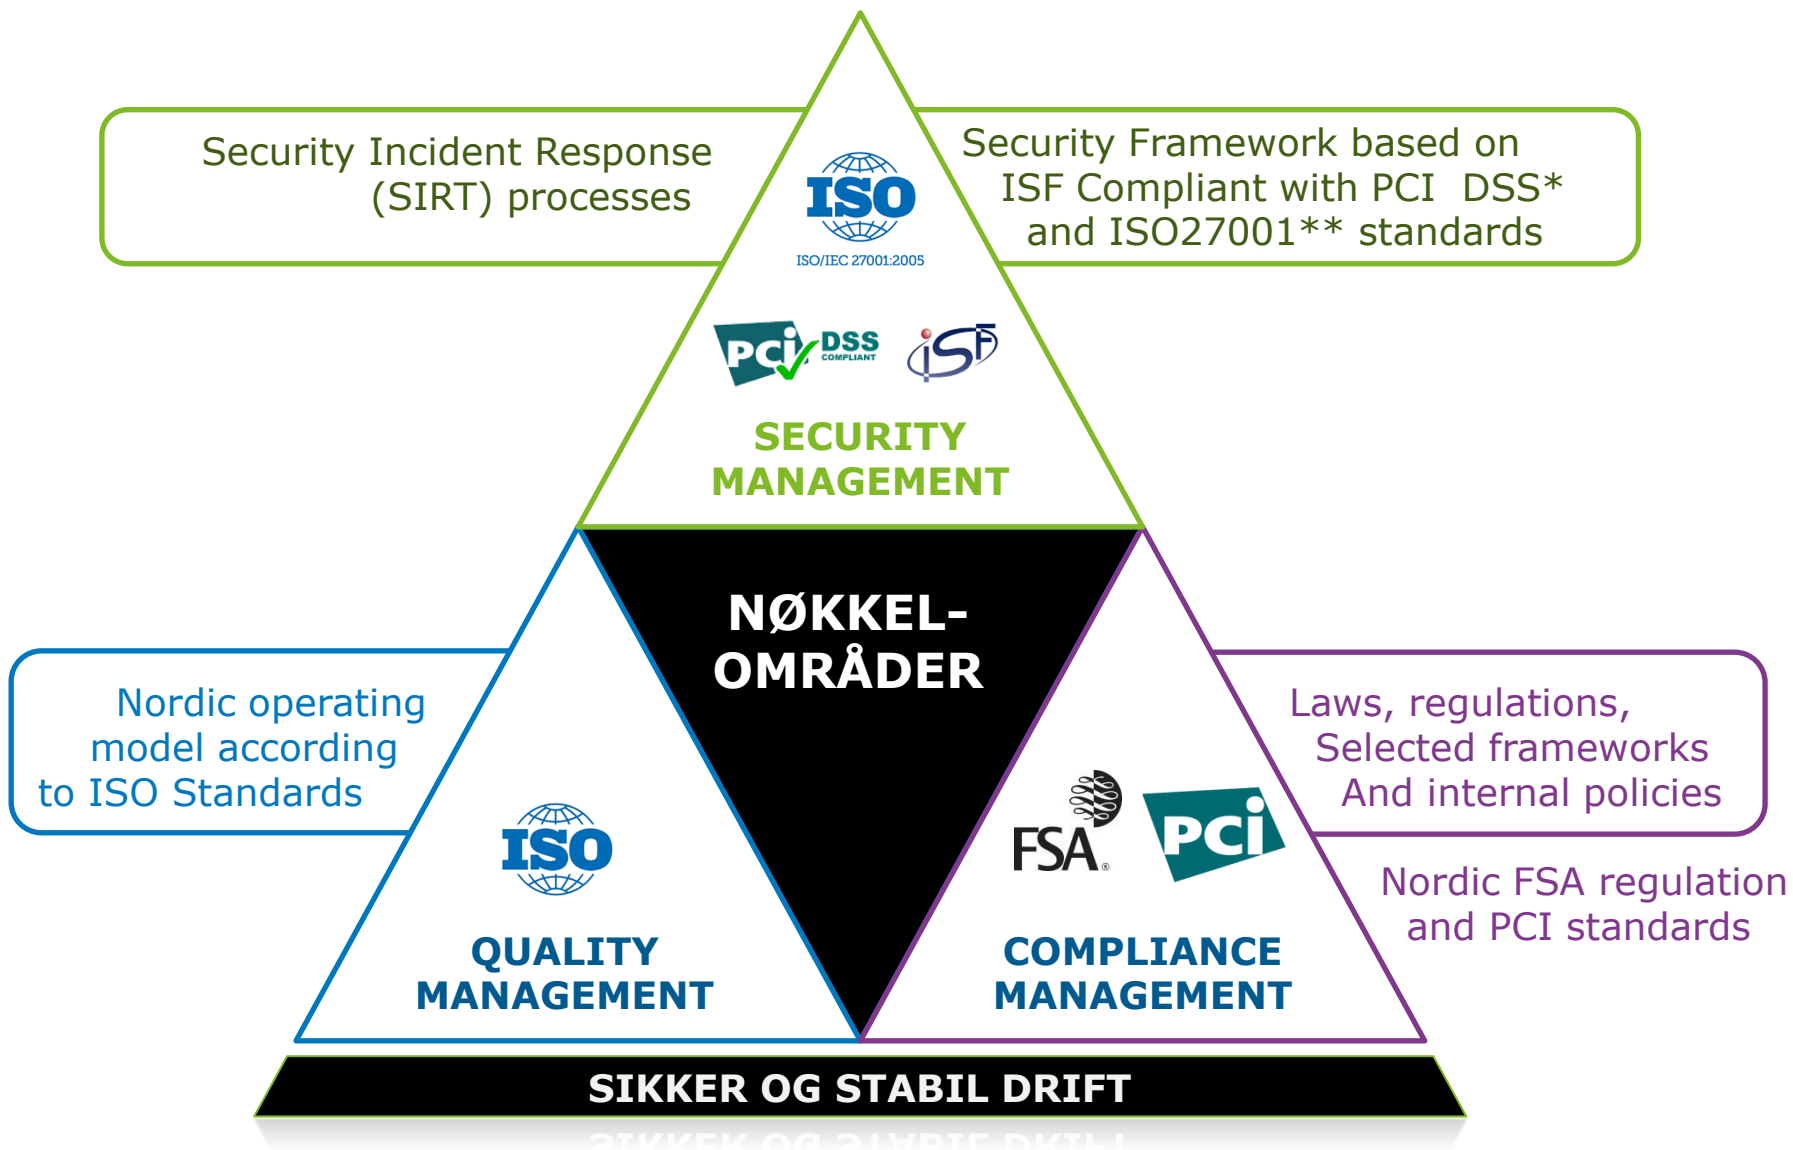 Security Incident Response
(SIRT) processes
Security Framework based on
ISF Compliant with PCI  DSS*
and ISO27001** standards
ISO
ISO/IEC 27001:2005
PCi DSS
COMPLIANT
iSF
SECURITY
MANAGEMENT
NØKKEL-
OMRÅDER
Nordic operating
model according
to ISO Standards
ISO
QUALITY
MANAGEMENT
Laws, regulations,
Selected frameworks
And internal policies
FSA®
PCi
Nordic FSA regulation
and PCI standards
COMPLIANCE
MANAGEMENT
SIKKER OG STABIL DRIFT